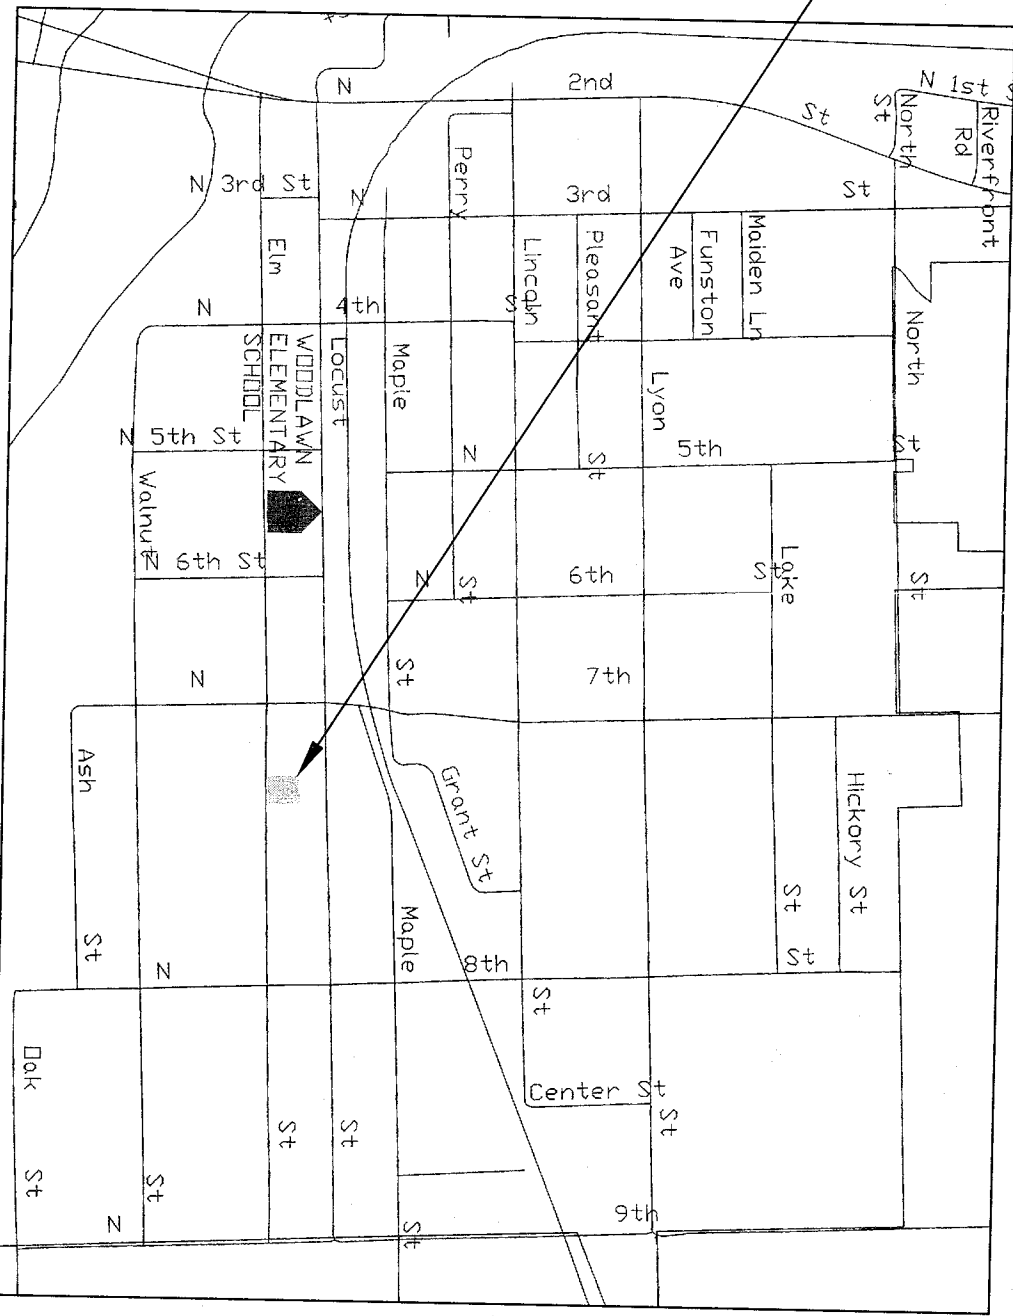 N
2nd
St
N 1st S
St
North
Rd
Riverfront
N 3rd St
N
3rd
St
Perry
Elm
N
4th
St
Lincoln
Pleasant
Ave
Funston
Maiden Ln
North
WOODLAWN
ELEMENTARY
SCHOOL
Locust
Maple
Lyon
N 5th St
N
St
5th
St
Walnut
N 6th St
N
St
6th
St
Lake
St
N
St
7th
Ash
Grant St
Hickory St
St
St
N
Maple
8th
St
St
Oak
Center St
St
St
St
St
St
N
St
9th